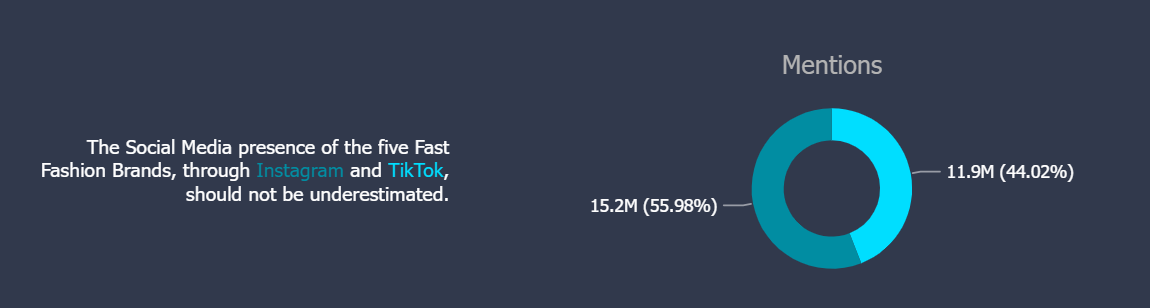 The Social Media presence of the five Fast
Fashion Brands, through Instagram and TikTok,
should not be underestimated.
Mentions
11.9M (44.02%)
15.2M (55.98%)